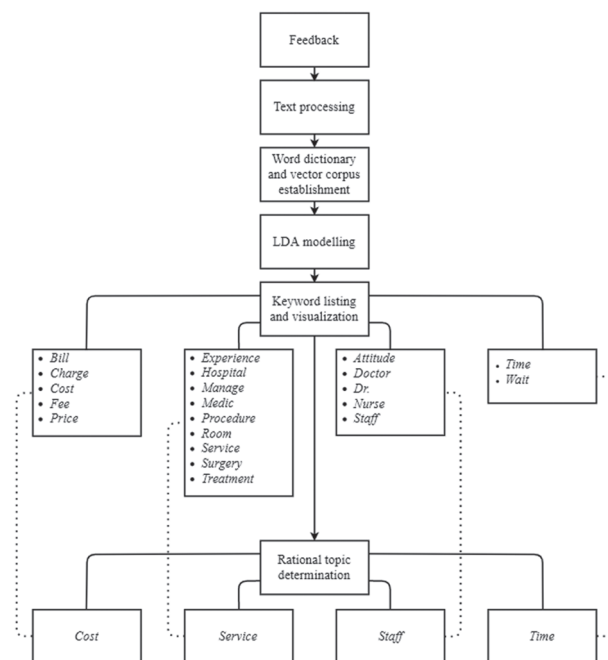 Feedback
Text processing
Word dictionary
and vector corpus
establishment
LDA modelling
Keyword listing
and visualization
• Bill
• Charge
• Cost
• Fee
• Price
• Experience
• Hospital
• Manage
• Medic
• Procedure
• Room
• Service
• Surgery
• Treatment
• Attitude
• Doctor
• Dr.
• Nurse
• Staff
• Time
• Wait
Rational topic
determination
Cost
Service
Staff
Time